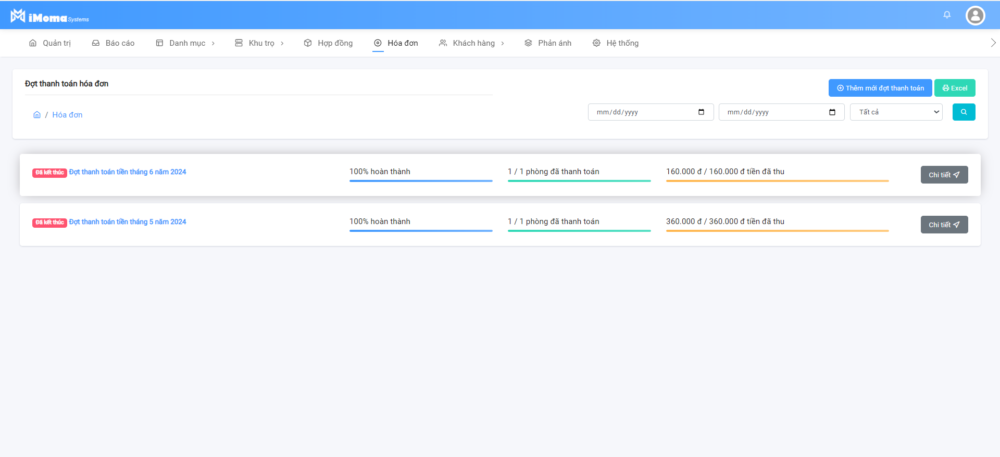 iMoma Systems
Quản trị Báo cáo Danh mục Khu trọ Hợp đồng Hóa đơn Khách hàng Phản ánh Hệ thống
Đợt thanh toán hóa đơn
Thêm mới đợt thanh toán Excel
/ Hóa đơn
mm/dd/yyyy mm/dd/yyyy Tất cả
Đã kết thúc Đợt thanh toán tiền tháng 6 năm 2024 100% hoàn thành 1 / 1 phòng đã thanh toán 160.000 đ / 160.000 đ tiền đã thu Chi tiết
Đã kết thúc Đợt thanh toán tiền tháng 5 năm 2024 100% hoàn thành 1 / 1 phòng đã thanh toán 360.000 đ / 360.000 đ tiền đã thu Chi tiết